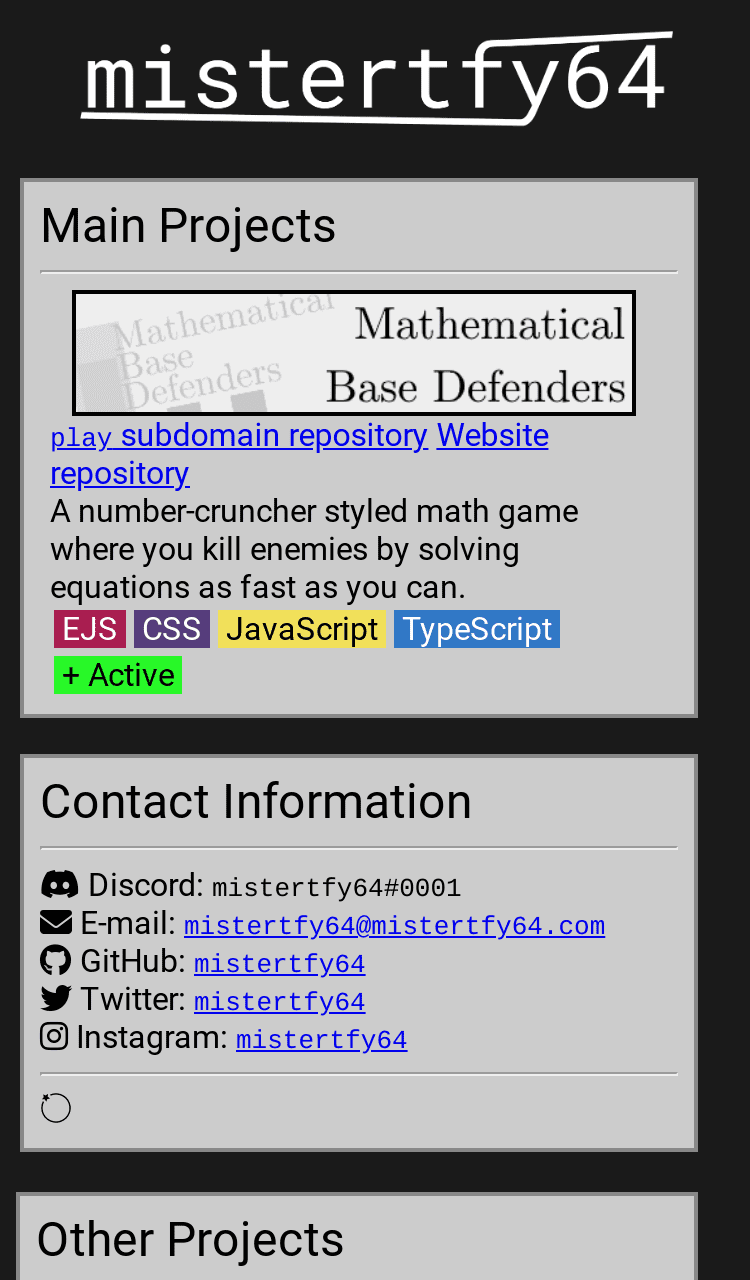 mistertfy64
Main Projects
Mathematical
Base
Defenders
Mathematical
Base Defenders
play subdomain repository Website
repository
A number-cruncher styled math game
where you kill enemies by solving
equations as fast as you can.
EJS CSS JavaScript TypeScript
+ Active
Contact Information
Discord: mistertfy64#0001
E-mail: mistertfy64@mistertfy64.com
GitHub: mistertfy64
Twitter: mistertfy64
Instagram: mistertfy64
Other Projects